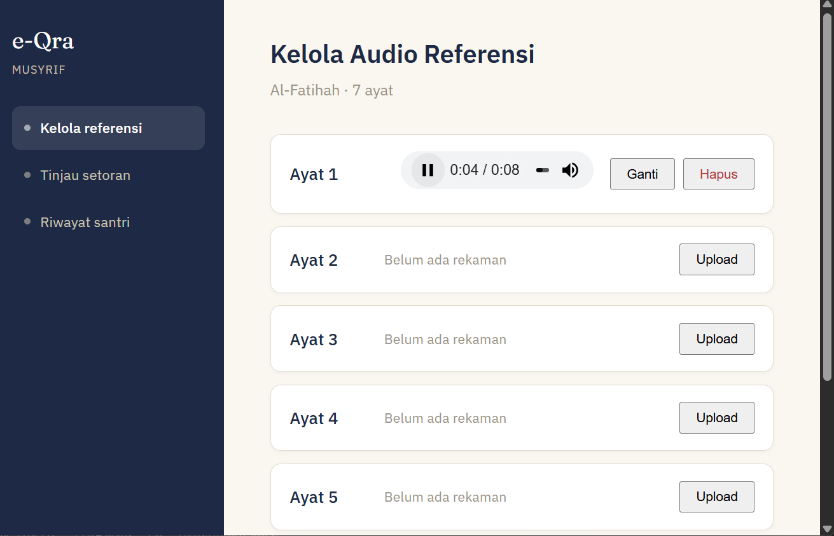 e-Qra
MUSYRIF
Kelola referensi
Tinjau setoran
Riwayat santri
Kelola Audio Referensi
Al-Fatihah · 7 ayat
Ayat 1
0:04 / 0:08
Ganti
Hapus
Ayat 2
Belum ada rekaman
Upload
Ayat 3
Belum ada rekaman
Upload
Ayat 4
Belum ada rekaman
Upload
Ayat 5
Belum ada rekaman
Upload